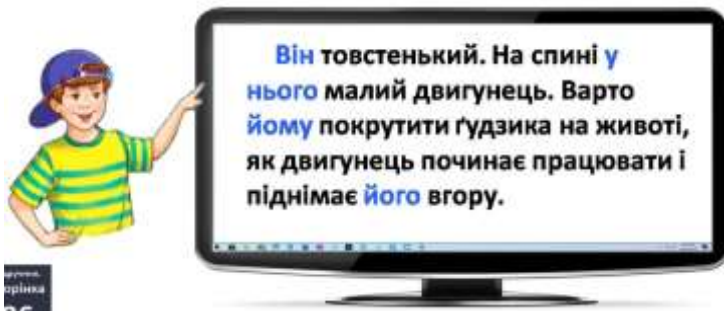 Він товстенький. На спині у
нього малий двигунець. Варто
йому покрутити ґудзика на животі,
як двигунець починає працювати і
піднімає його вгору.
орінка